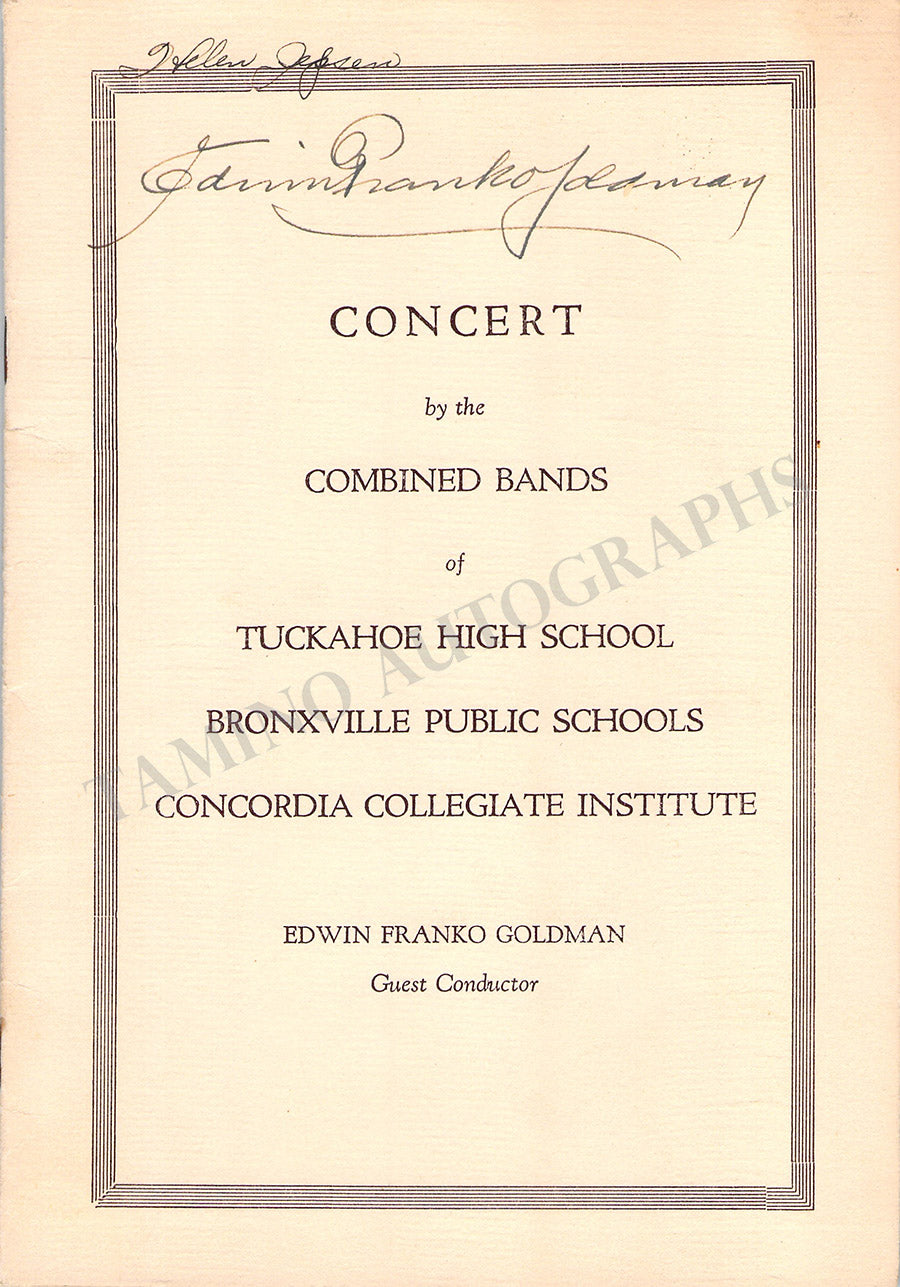 Helen Jepsen
Edwin Franko Goldman
CONCERT
by the
COMBINED BANDS
of
TUCKAHOE HIGH SCHOOL
BRONXVILLE PUBLIC SCHOOLS
CONCORDIA COLLEGIATE INSTITUTE
EDWIN FRANKO GOLDMAN
Guest Conductor
TAMINO AUTOGRAPHS